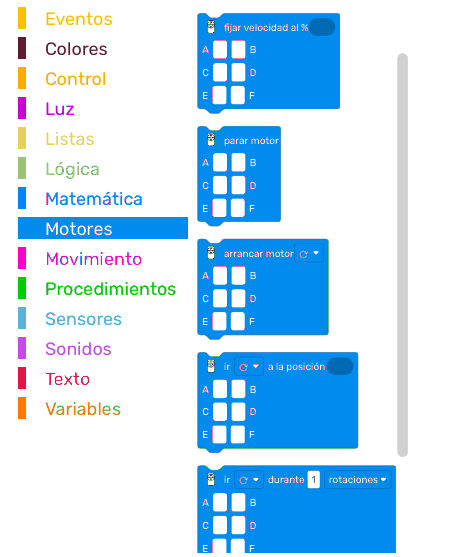 Eventos
Colores
Control
Luz
Listas
Lógica
Matemática
Motores
Movimiento
Procedimientos
Sensores
Sonidos
Texto
Variables
fijar velocidad al %
A B
C D
E F
parar motor
A B
C D
E F
arrancar motor
A B
C D
E F
ir a la posición
A B
C D
E F
ir durante 1 rotaciones
A B
C D
E F